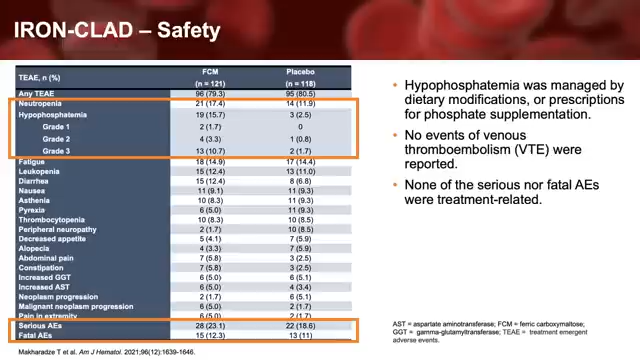 IRON-CLAD – Safety
TEAE, n (%) FCM (n = 121) Placebo (n = 118)
Any TEAE 96 (79.3) 95 (80.5)
Neutropenia 21 (17.4) 14 (11.9)
Hypophosphatemia 19 (15.7) 3 (2.5)
Grade 1 2 (1.7) 0
Grade 2 4 (3.3) 1 (0.8)
Grade 3 13 (10.7) 2 (1.7)
Fatigue 18 (14.9) 17 (14.4)
Leukopenia 15 (12.4) 13 (11.0)
Diarrhea 15 (12.4) 8 (6.8)
Nausea 11 (9.1) 11 (9.3)
Asthenia 10 (8.3) 11 (9.3)
Pyrexia 6 (5.0) 11 (9.3)
Thrombocytopenia 10 (8.3) 10 (8.5)
Peripheral neuropathy 2 (1.7) 10 (8.5)
Decreased appetite 5 (4.1) 7 (5.9)
Alopecia 4 (3.3) 7 (5.9)
Abdominal pain 7 (5.8) 3 (2.5)
Constipation 7 (5.8) 3 (2.5)
Increased GGT 6 (5.0) 6 (5.1)
Increased AST 6 (5.0) 4 (3.4)
Neoplasm progression 2 (1.7) 6 (5.1)
Malignant neoplasm progression 6 (5.0) 2 (1.7)
Pain in extremity 6 (5.0) 2 (1.7)
Serious AEs 28 (23.1) 22 (18.6)
Fatal AEs 15 (12.3) 13 (11)
Makharadze T et al. Am J Hematol. 2021;96(12):1639-1646.
• Hypophosphatemia was managed by
dietary modifications, or prescriptions
for phosphate supplementation.
• No events of venous
thromboembolism (VTE) were
reported.
• None of the serious nor fatal AEs
were treatment-related.
AST = aspartate aminotransferase; FCM = ferric carboxymaltose;
GGT = gamma-glutamyltransferase; TEAE = treatment emergent
adverse events.